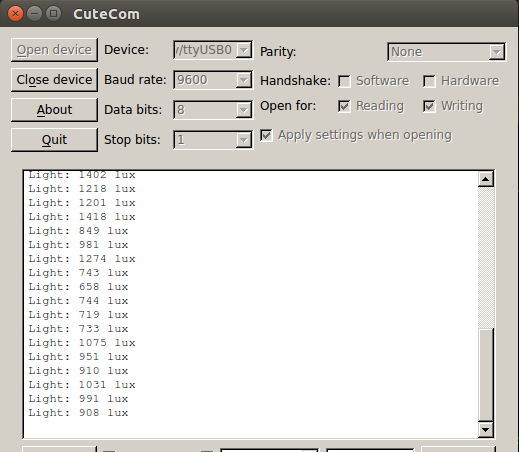 CuteCom
Open device
Device:
/ttyUSB0
Parity:
None
Close device
Baud rate:
9600
Handshake:
Software
Hardware
About
Data bits:
8
Open for:
Reading
Writing
Quit
Stop bits:
1
Apply settings when opening
Light: 1402 lux
Light: 1218 lux
Light: 1201 lux
Light: 1418 lux
Light: 849 lux
Light: 981 lux
Light: 1274 lux
Light: 743 lux
Light: 658 lux
Light: 744 lux
Light: 719 lux
Light: 733 lux
Light: 1075 lux
Light: 951 lux
Light: 910 lux
Light: 1031 lux
Light: 991 lux
Light: 908 lux